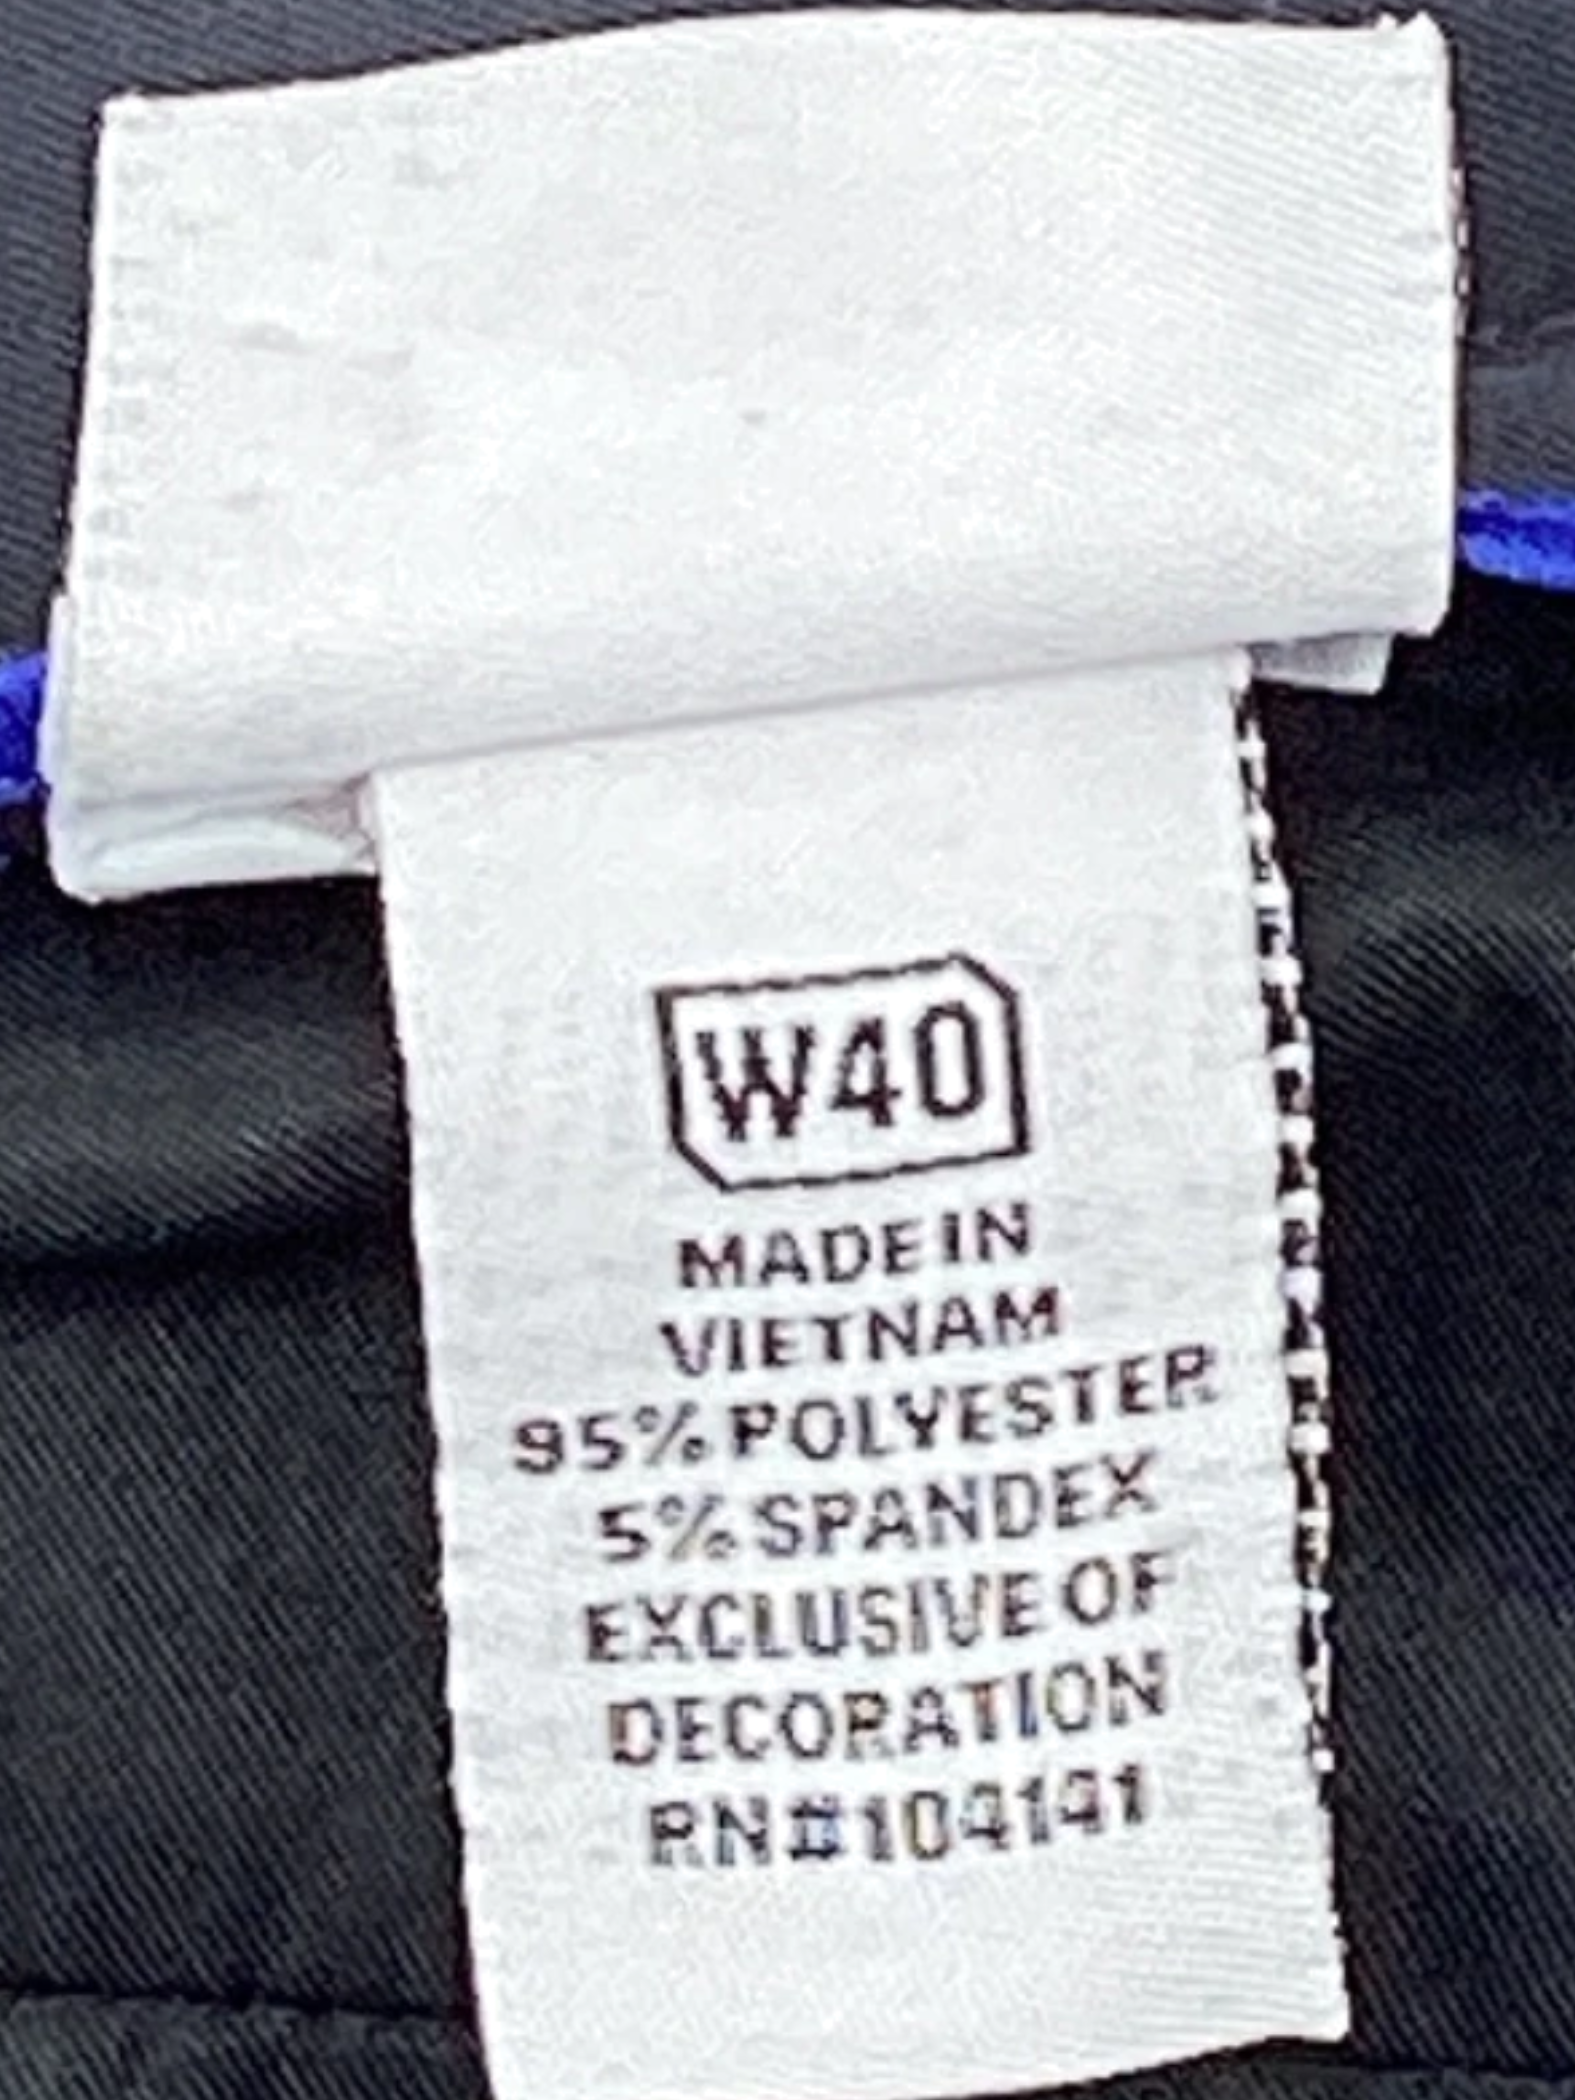 W40
MADE IN
VIETNAM
95% POLYESTER
5% SPANDEX
EXCLUSIVE OF
DECORATION
RN#104141